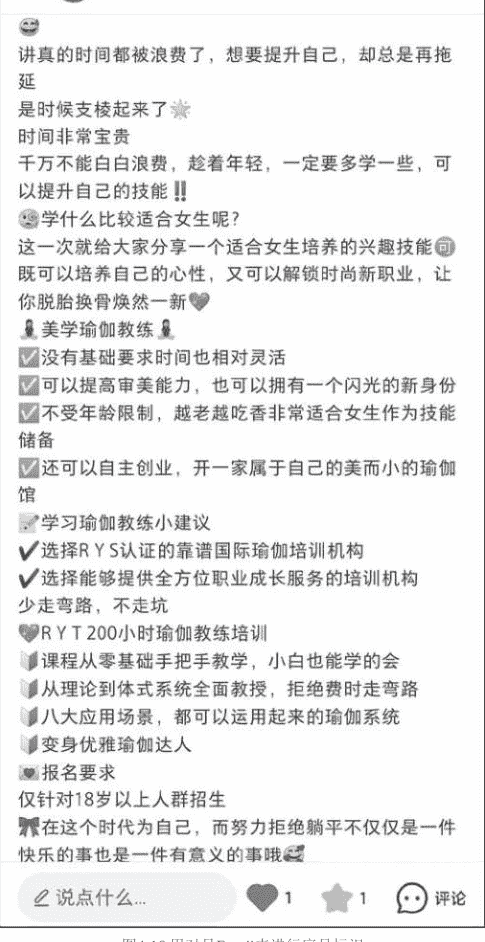 讲真的时间都被浪费了，想要提升自己，却总是再拖
延
是时候支棱起来了
时间非常宝贵
千万不能白白浪费，趁着年轻，一定要多学一些，可
以提升自己的技能‼️
🧐学什么比较适合女生呢？
这一次就给大家分享一个适合女生培养的兴趣技能🉑
既可以培养自己的心性，又可以解锁时尚新职业，让
你脱胎换骨焕然一新💖
美学瑜伽教练
✅没有基础要求时间也相对灵活
✅可以提高审美能力，也可以拥有一个闪光的新身份
✅不受年龄限制，越老越吃香非常适合女生作为技能
储备
✅还可以自主创业，开一家属于自己的美而小的瑜伽
馆
📝学习瑜伽教练小建议
✔️选择RYS认证的靠谱国际瑜伽培训机构
✔️选择能够提供全方位职业成长服务的培训机构
少走弯路，不走坑
💖RYT200小时瑜伽教练培训
课程从零基础手把手教学，小白也能学的会
从理论到体式系统全面教授，拒绝费时走弯路
八大应用场景，都可以运用起来的瑜伽系统
变身优雅瑜伽达人
💌报名要求
仅针对18岁以上人群招生
🎀在这个时代为自己，而努力拒绝躺平不仅仅是一件
快乐的事也是一件有意义的事哦🥰
说点什么... 1 1 评论